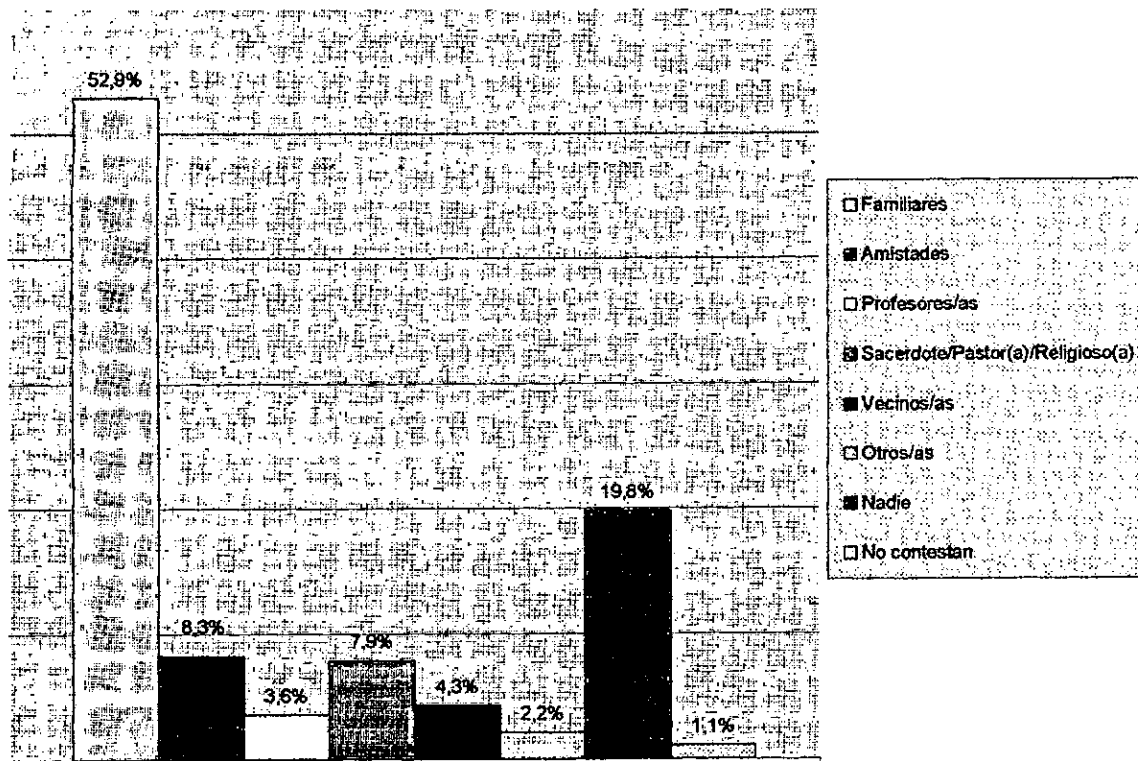 52,9%
8,3%
3,6%
7,9%
4,3%
2,2%
19,8%
1,1%
Familiares
Amistades
Profesores/as
Sacerdote/Pastor(a)/Religioso(a)
Vecinos/as
Otros/as
Nadie
No contestan